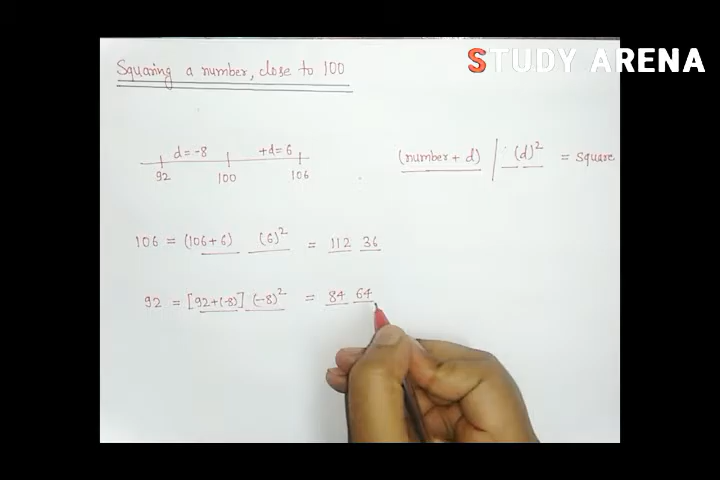 STUDY ARENA
Squaring a number, close to 100
d=-8 +d=6
92 100 106
(number + d) | (d)² = square
106 = (106+6) (6)² = 112 36
92 = [92+(-8)] (-8)² = 84 64